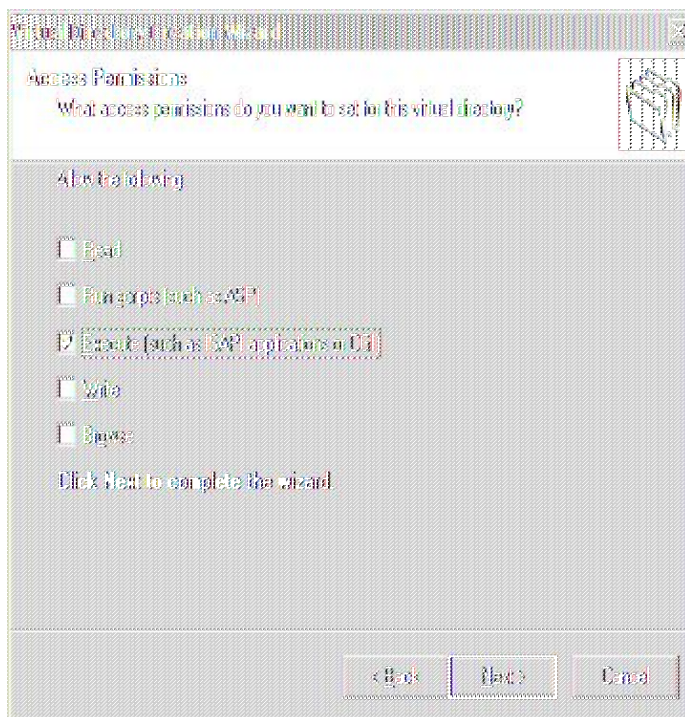 Virtual Directory Creation Wizard
Access Permissions
What access permissions do you want to set for this virtual directory?
Allow the following:
Read
Run scripts (such as ASP)
Execute (such as ISAPI applications or CGI)
Write
Browse
Click Next to complete the wizard.
< Back
Next >
Cancel